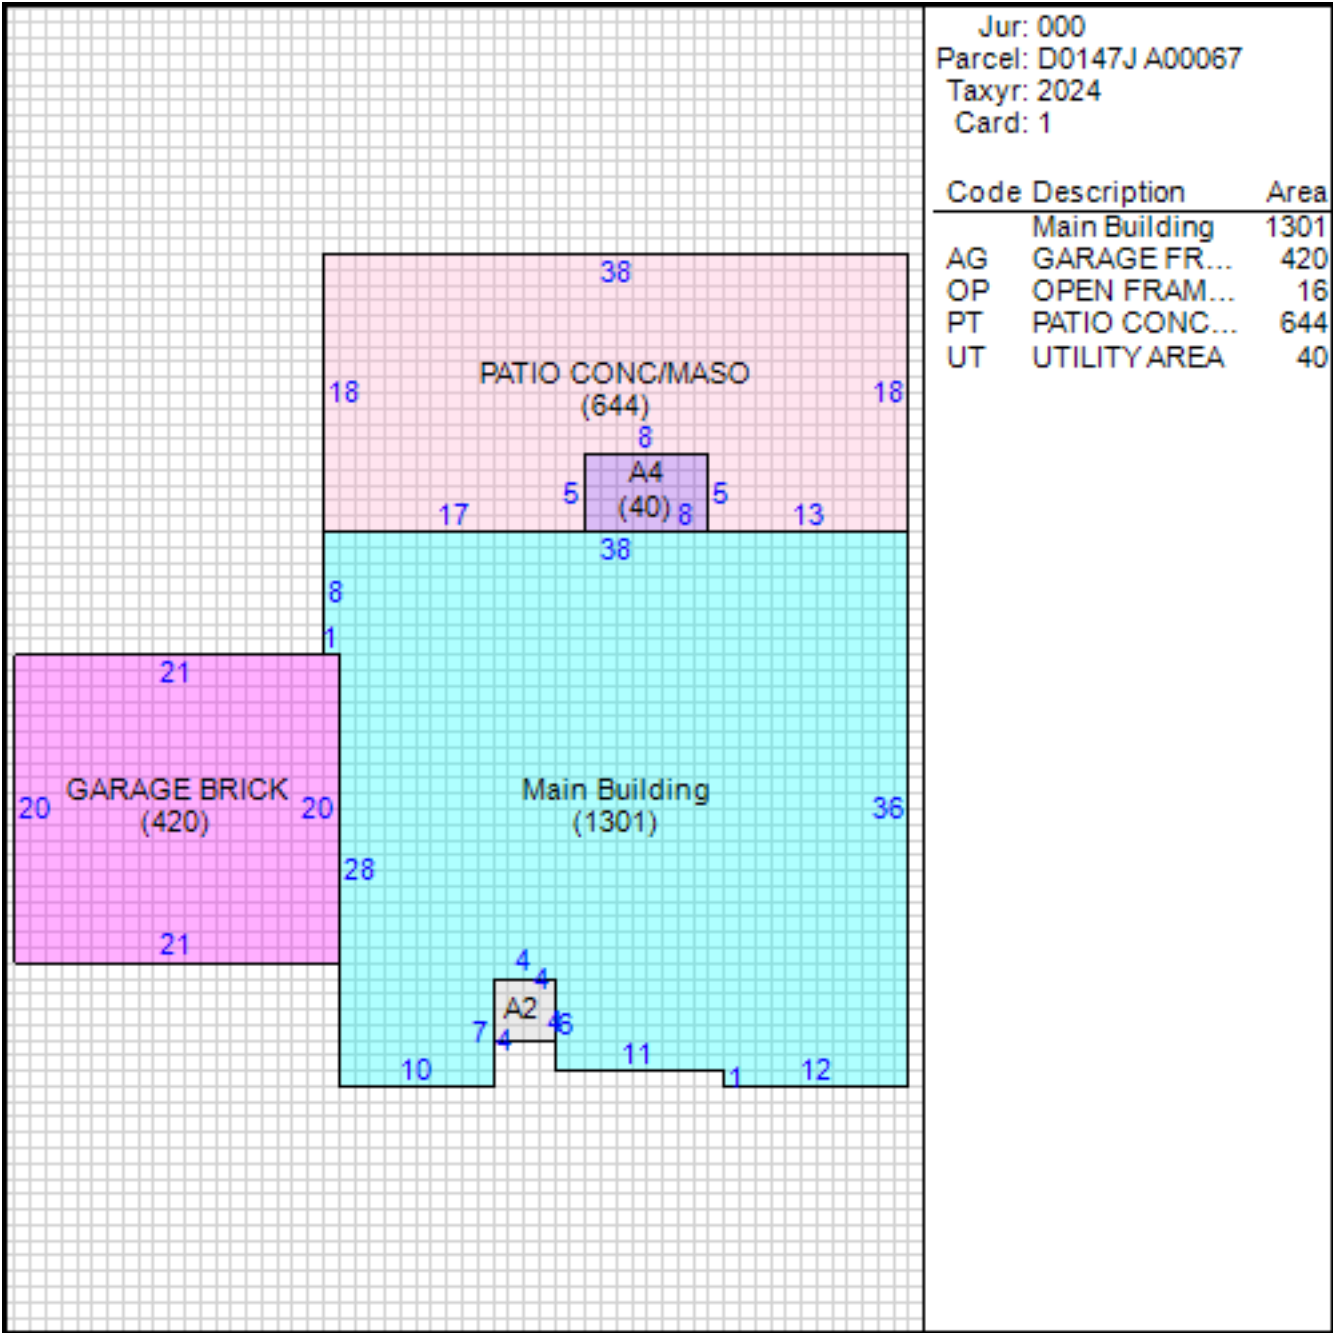 Jur: 000
Parcel: D0147J A00067
Taxyr: 2024
Card: 1
Code Description Area
Main Building 1301
AG GARAGE FR... 420
OP OPEN FRAM... 16
PT PATIO CONC... 644
UT UTILITY AREA 40
38
PATIO CONC/MASO
18 18
(644)
8
A4
5 5
(40) 8
17 13
38
8
1
21
GARAGE BRICK
(420)
20 20
Main Building
(1301)
36
28
21
4
4
A2
7 4 4 6
11
10 1 12